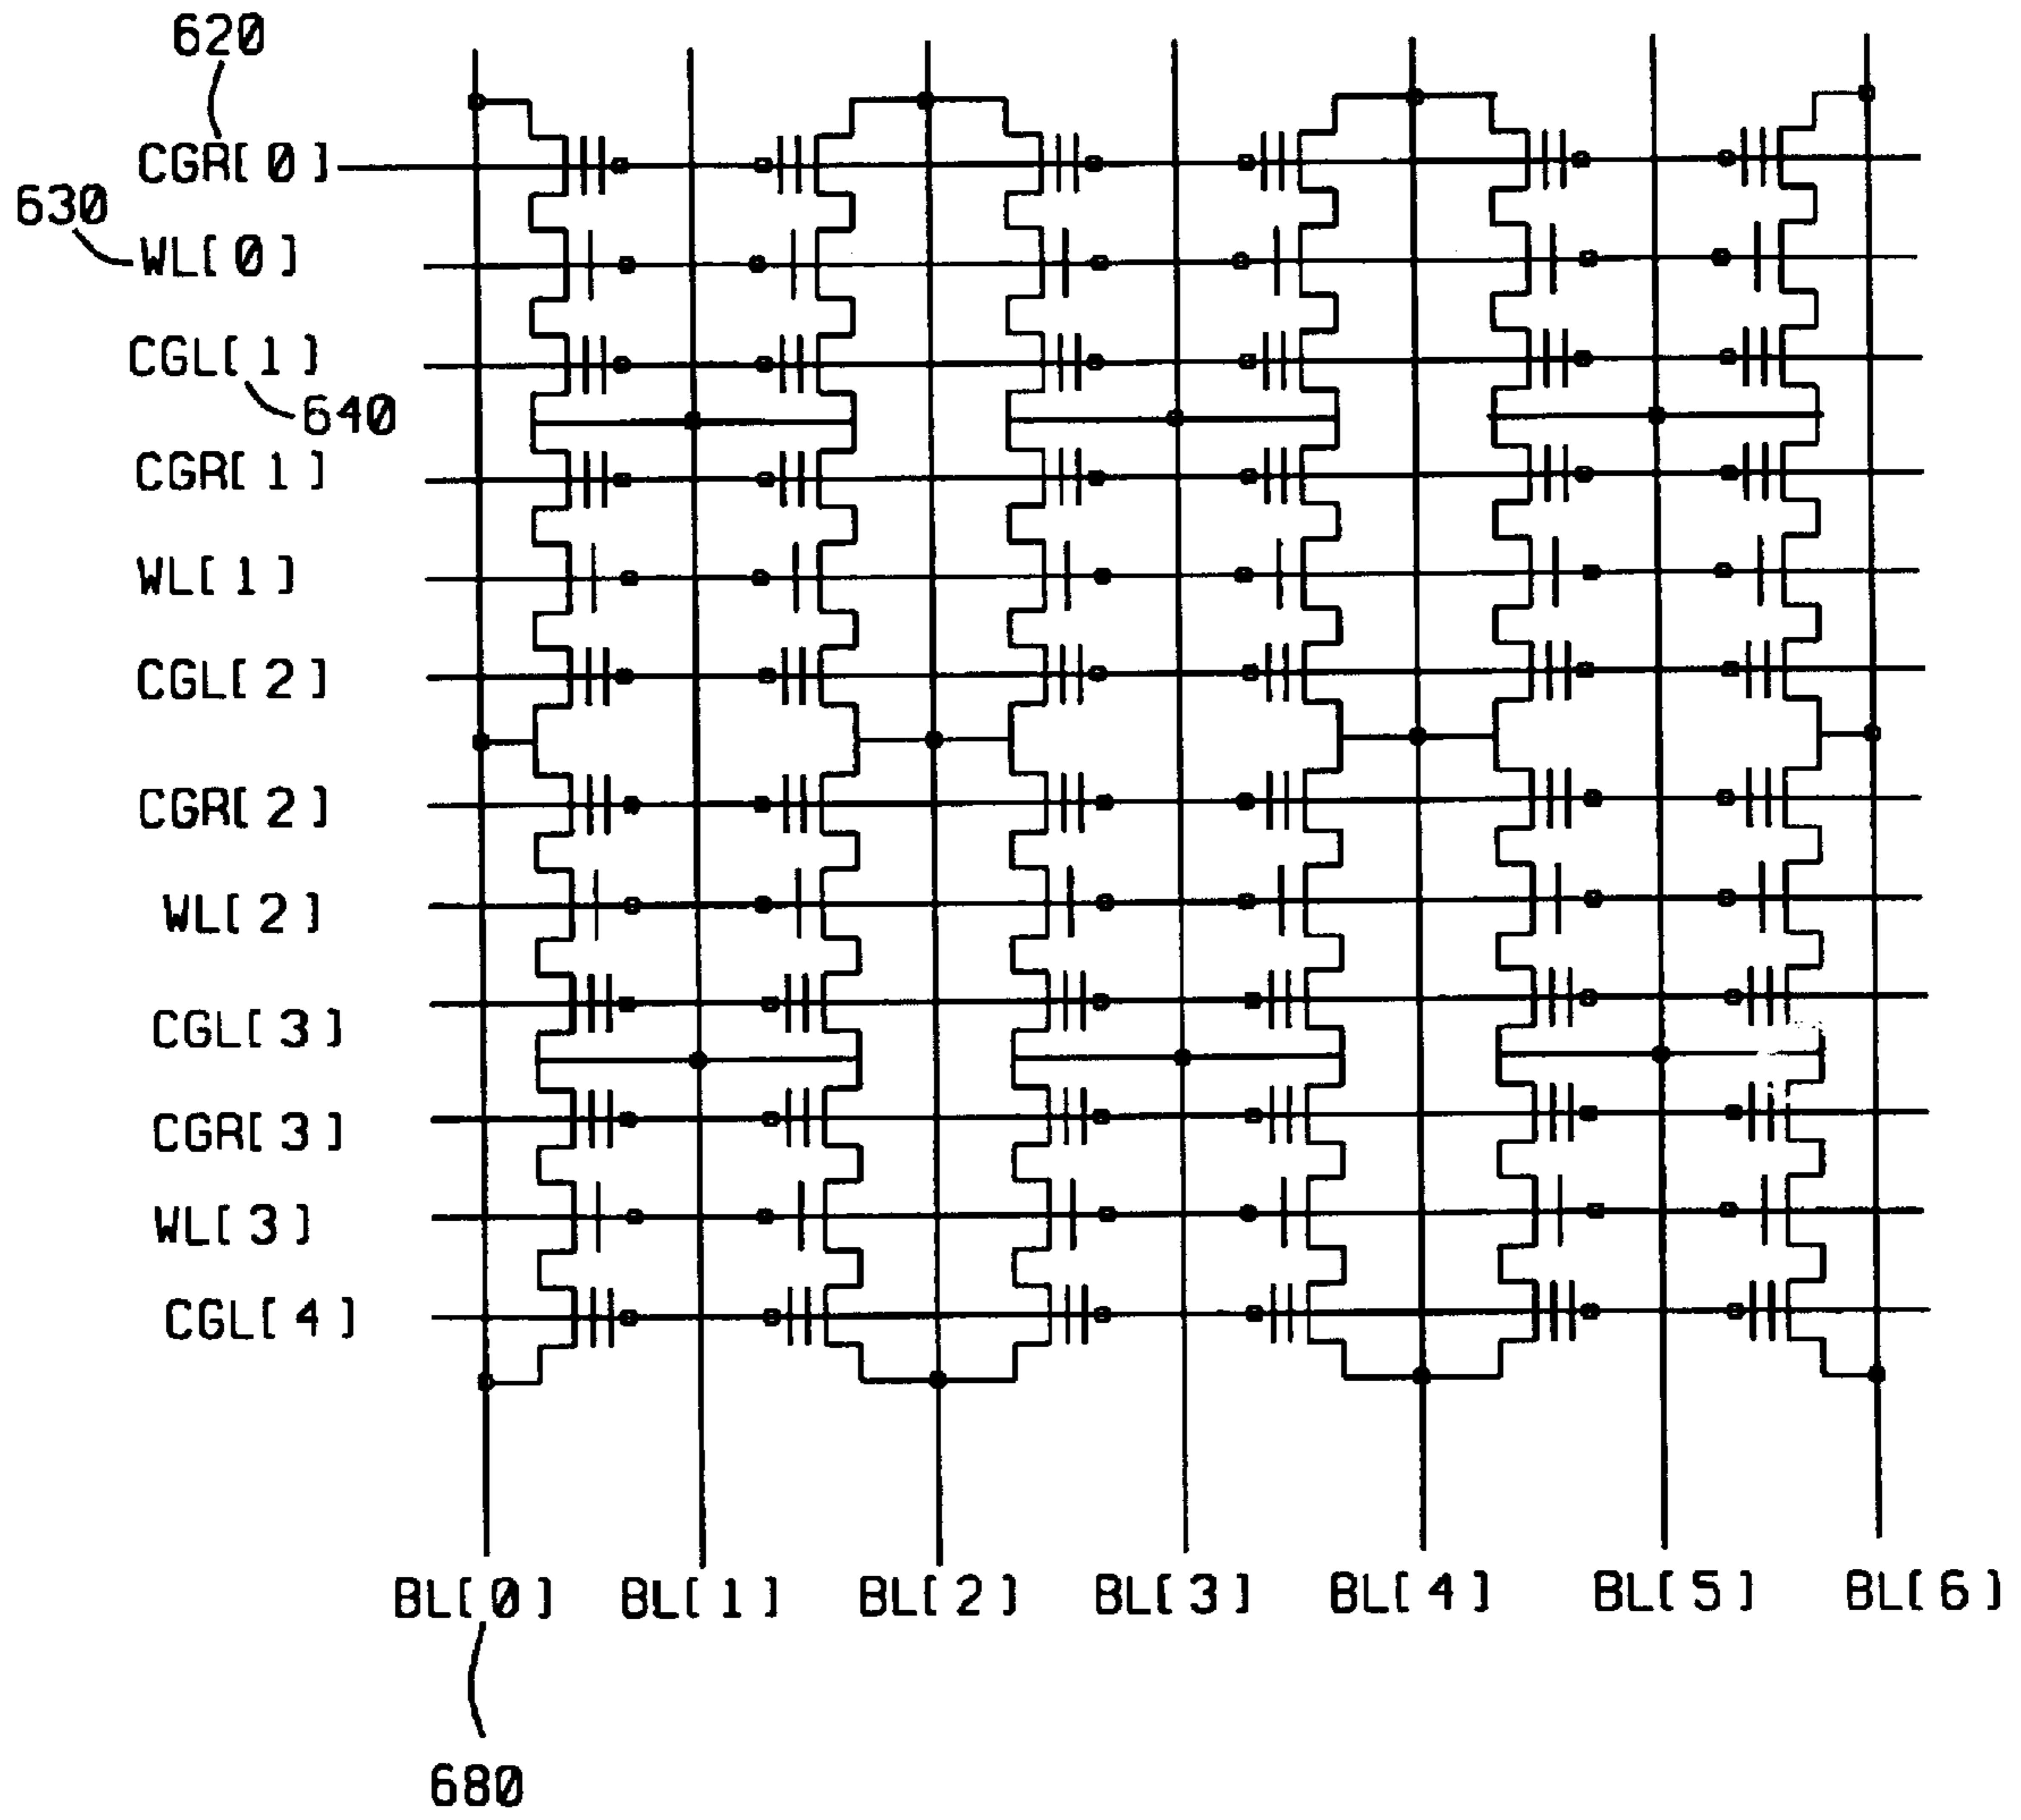 620
CGR[0]
630
WL[0]
CGL[1]
640
CGR[1]
WL[1]
CGL[2]
CGR[2]
WL[2]
CGL[3]
CGR[3]
WL[3]
CGL[4]
BL[0] BL[1] BL[2] BL[3] BL[4] BL[5] BL[6]
680